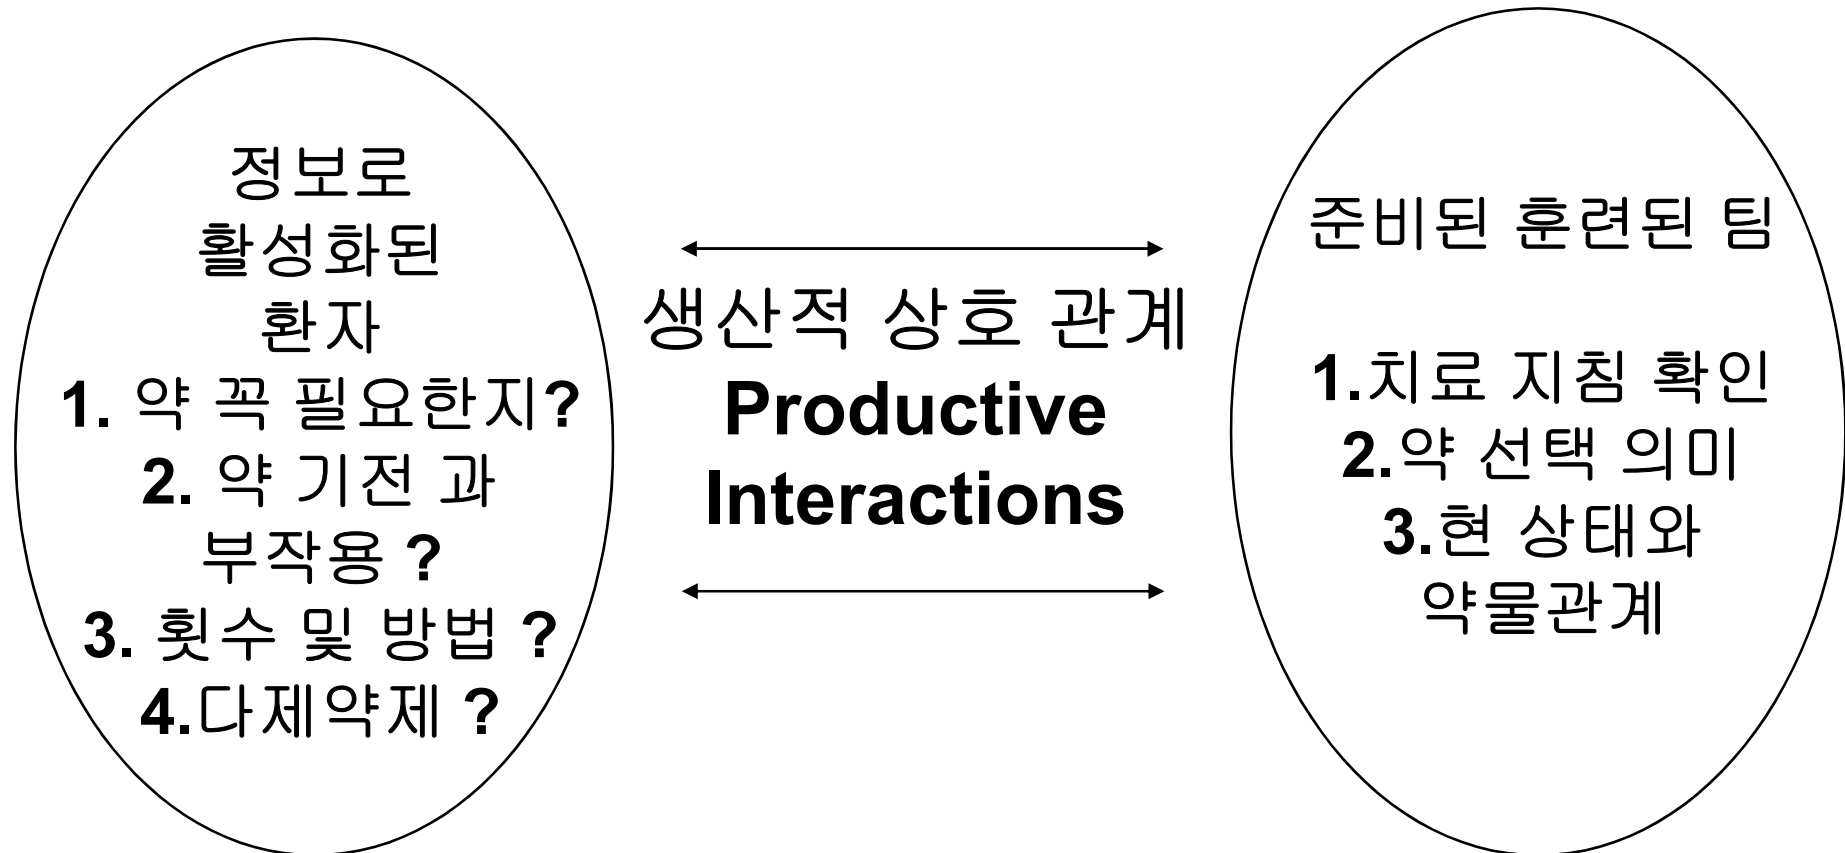 정보로
활성화된
환자
1. 약 꼭 필요한지?
2. 약 기전 과
부작용 ?
3. 횟수 및 방법 ?
4.다제약제 ?
생산적 상호 관계
Productive
Interactions
준비된 훈련된 팀
1.치료 지침 확인
2.약 선택 의미
3.현 상태와
약물관계